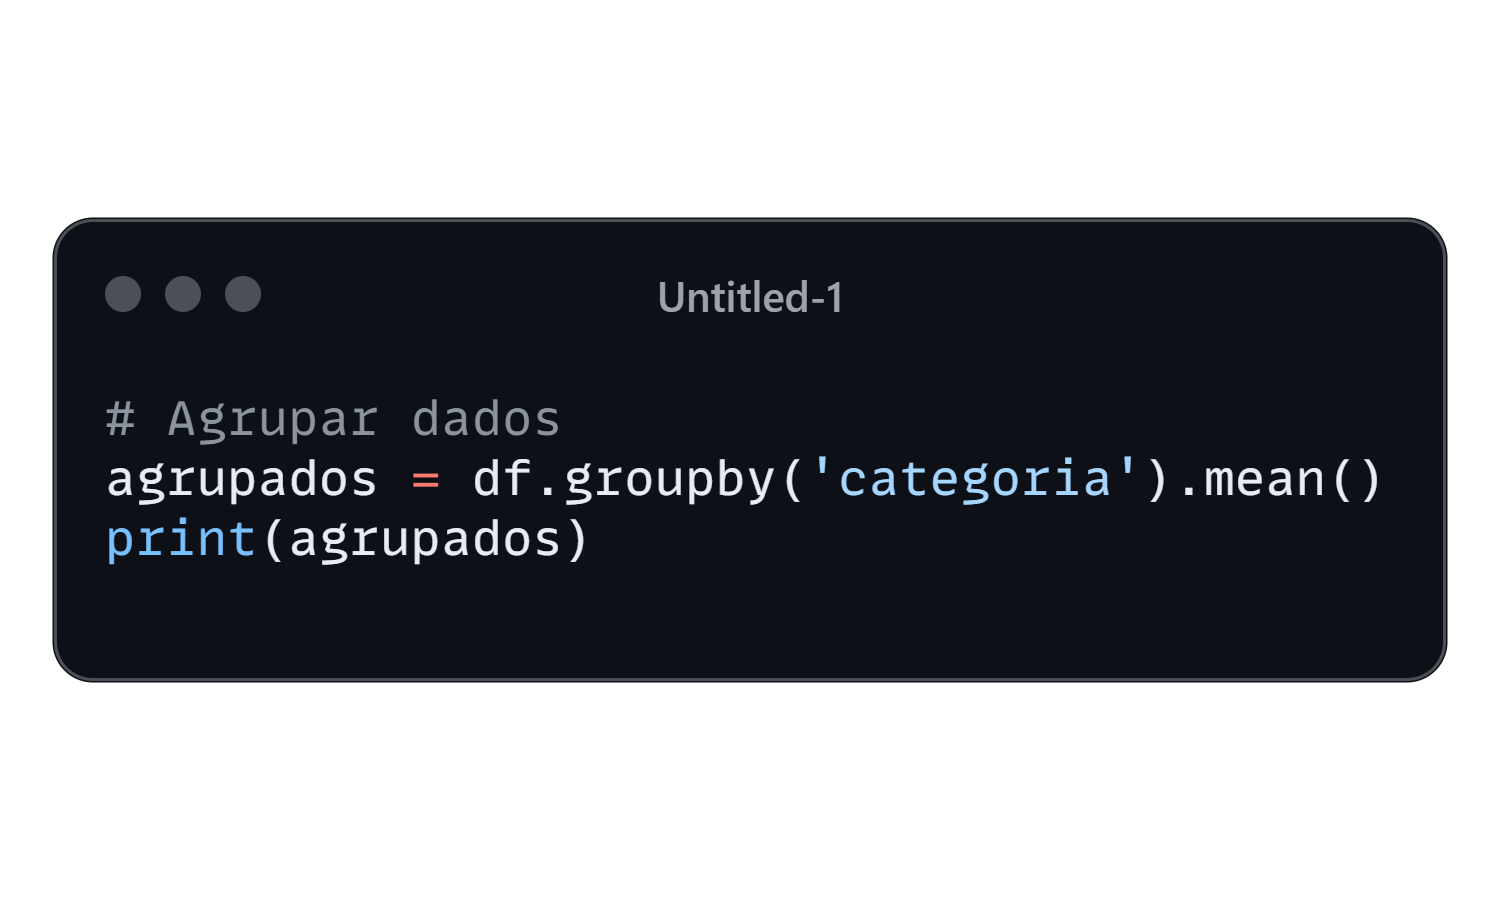 Untitled-1
# Agrupar dados
agrupados = df.groupby('categoria').mean()
print(agrupados)